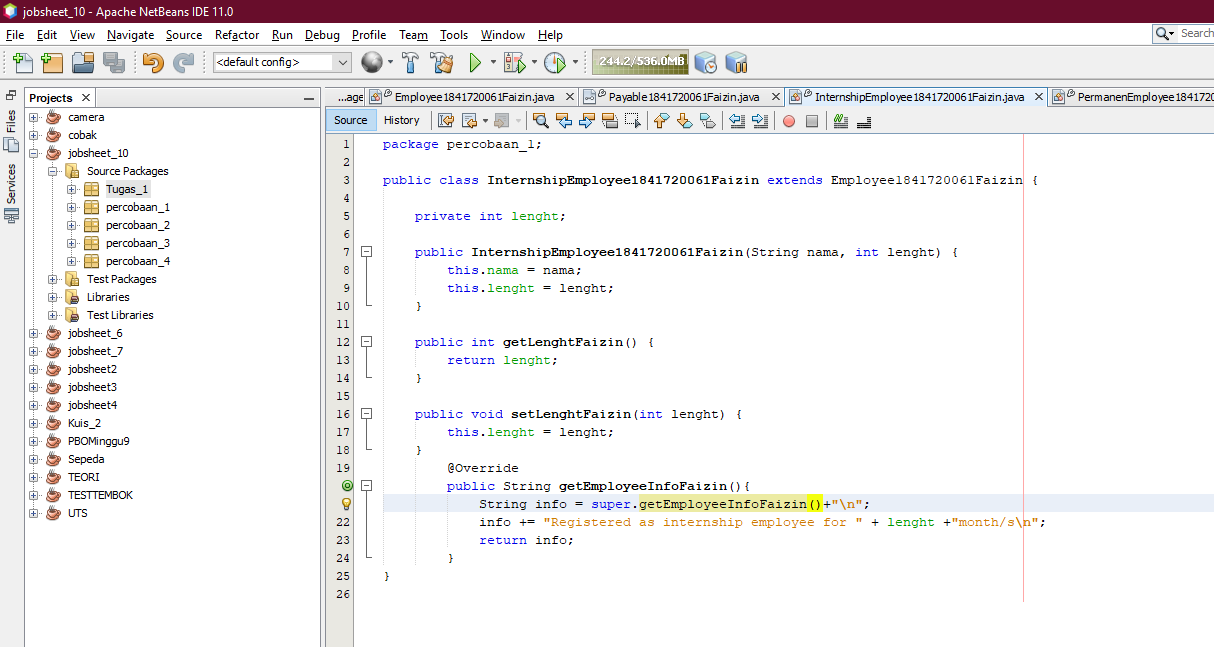 jobsheet_10 - Apache NetBeans IDE 11.0
File Edit View Navigate Source Refactor Run Debug Profile Team Tools Window Help
Search
<default config> 244.2/536.0MB
Projects
Files
Services
camera
cobak
jobsheet_10
Source Packages
Tugas_1
percobaan_1
percobaan_2
percobaan_3
percobaan_4
Test Packages
Libraries
Test Libraries
jobsheet_6
jobsheet_7
jobsheet2
jobsheet3
jobsheet4
Kuis_2
PBOMinggu9
Sepeda
TEORI
TESTTEMBOK
UTS
...age Employee1841720061Faizin.java Payable1841720061Faizin.java InternshipEmployee1841720061Faizin.java PermanenEmployee1841720
Source History
1 package percobaan_1;
2
3 public class InternshipEmployee1841720061Faizin extends Employee1841720061Faizin {
4
5 private int lenght;
6
7 public InternshipEmployee1841720061Faizin(String nama, int lenght) {
8 this.nama = nama;
9 this.lenght = lenght;
10 }
11
12 public int getLenghtFaizin() {
13 return lenght;
14 }
15
16 public void setLenghtFaizin(int lenght) {
17 this.lenght = lenght;
18 }
19 @Override
public String getEmployeeInfoFaizin(){
String info = super.getEmployeeInfoFaizin()+"\n";
22 info += "Registered as internship employee for " + lenght +"month/s\n";
23 return info;
24 }
25 }
26